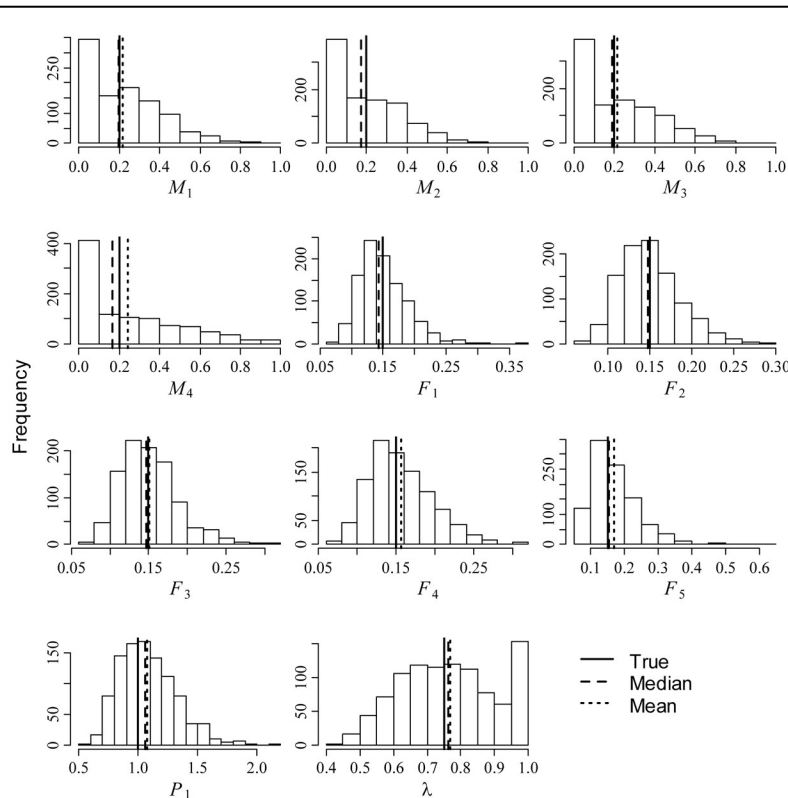 0 100 250
0.0 0.2 0.4 0.6 0.8 1.0
M1
0 200
0.0 0.2 0.4 0.6 0.8 1.0
M2
0 200
0.0 0.2 0.4 0.6 0.8 1.0
M3
0 200 400
0.0 0.2 0.4 0.6 0.8 1.0
M4
0 100 200
0.05 0.15 0.25 0.35
F1
0 100 200
0.10 0.15 0.20 0.25 0.30
F2
Frequency
0 100 200
0.05 0.15 0.25
F3
0 50 150
0.05 0.15 0.25
F4
0 100 250
0.1 0.2 0.3 0.4 0.5 0.6
F5
0 50 150
0.5 1.0 1.5 2.0
P1
0 50 100
0.4 0.5 0.6 0.7 0.8 0.9 1.0
λ
True
Median
Mean